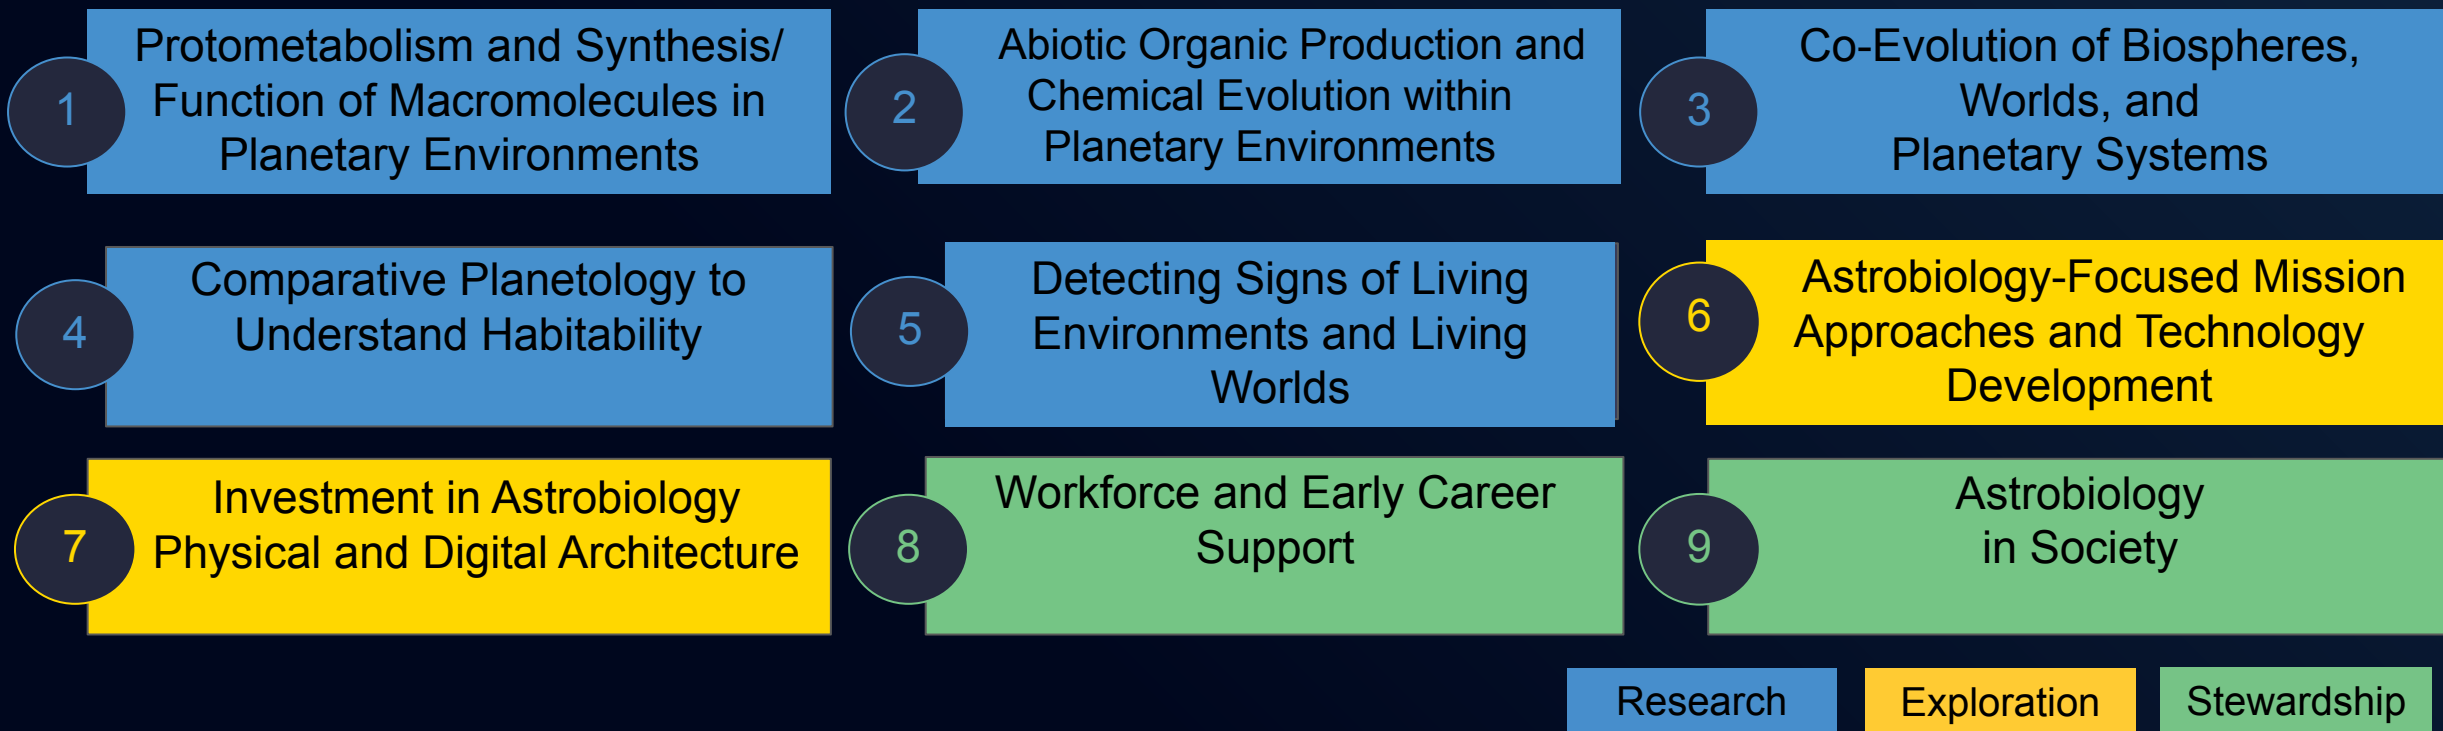 1
Protometabolism and Synthesis/
Function of Macromolecules in
Planetary Environments
2
Abiotic Organic Production and
Chemical Evolution within
Planetary Environments
3
Co-Evolution of Biospheres,
Worlds, and
Planetary Systems
4
Comparative Planetology to
Understand Habitability
5
Detecting Signs of Living
Environments and Living
Worlds
6
Astrobiology-Focused Mission
Approaches and Technology
Development
7
Investment in Astrobiology
Physical and Digital Architecture
8
Workforce and Early Career
Support
9
Astrobiology
in Society
Research
Exploration
Stewardship